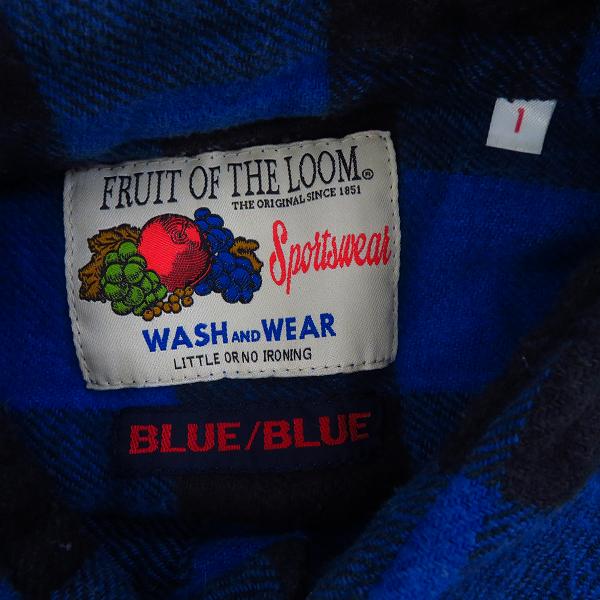 1
FRUIT OF THE LOOM®
THE ORIGINAL SINCE 1851
Sportswear
WASH AND WEAR
LITTLE OR NO IRONING
BLUE/BLUE